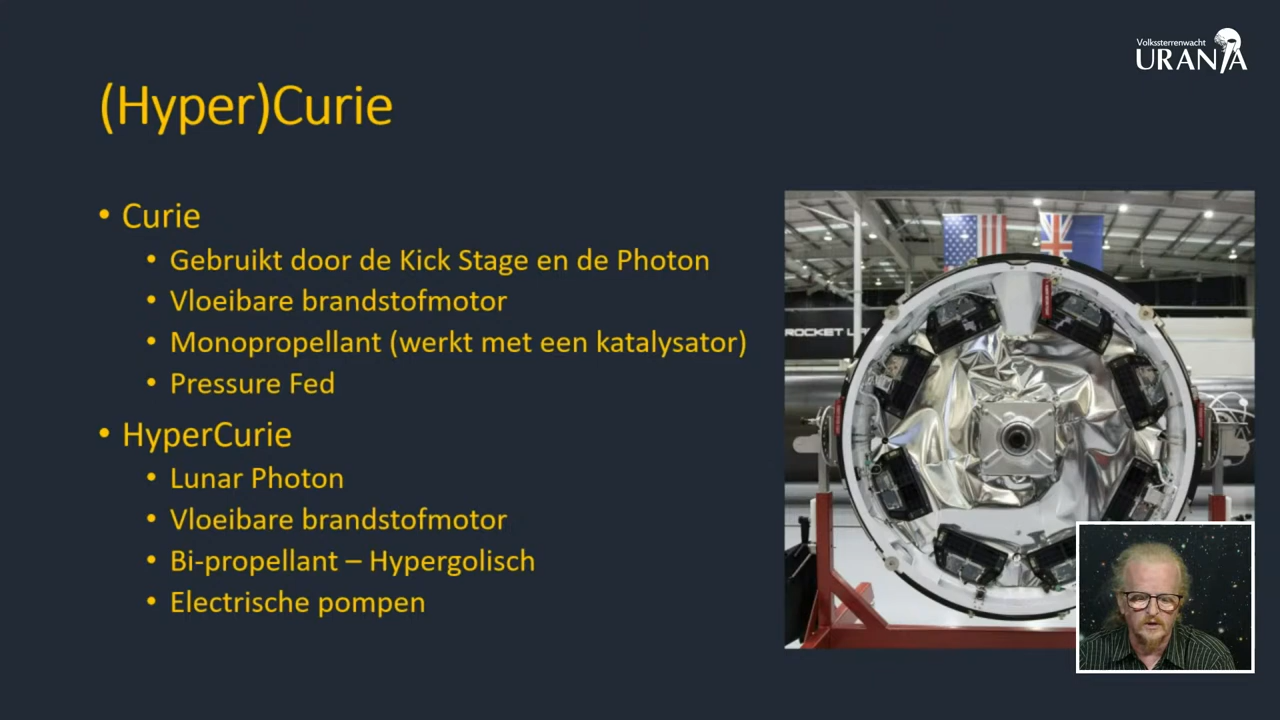 Volkssterrenwacht
URANIA
(Hyper)Curie
• Curie
• Gebruikt door de Kick Stage en de Photon
• Vloeibare brandstofmotor
• Monopropellant (werkt met een katalysator)
• Pressure Fed
• HyperCurie
• Lunar Photon
• Vloeibare brandstofmotor
• Bi-propellant – Hypergolisch
• Electrische pompen
ROCKET